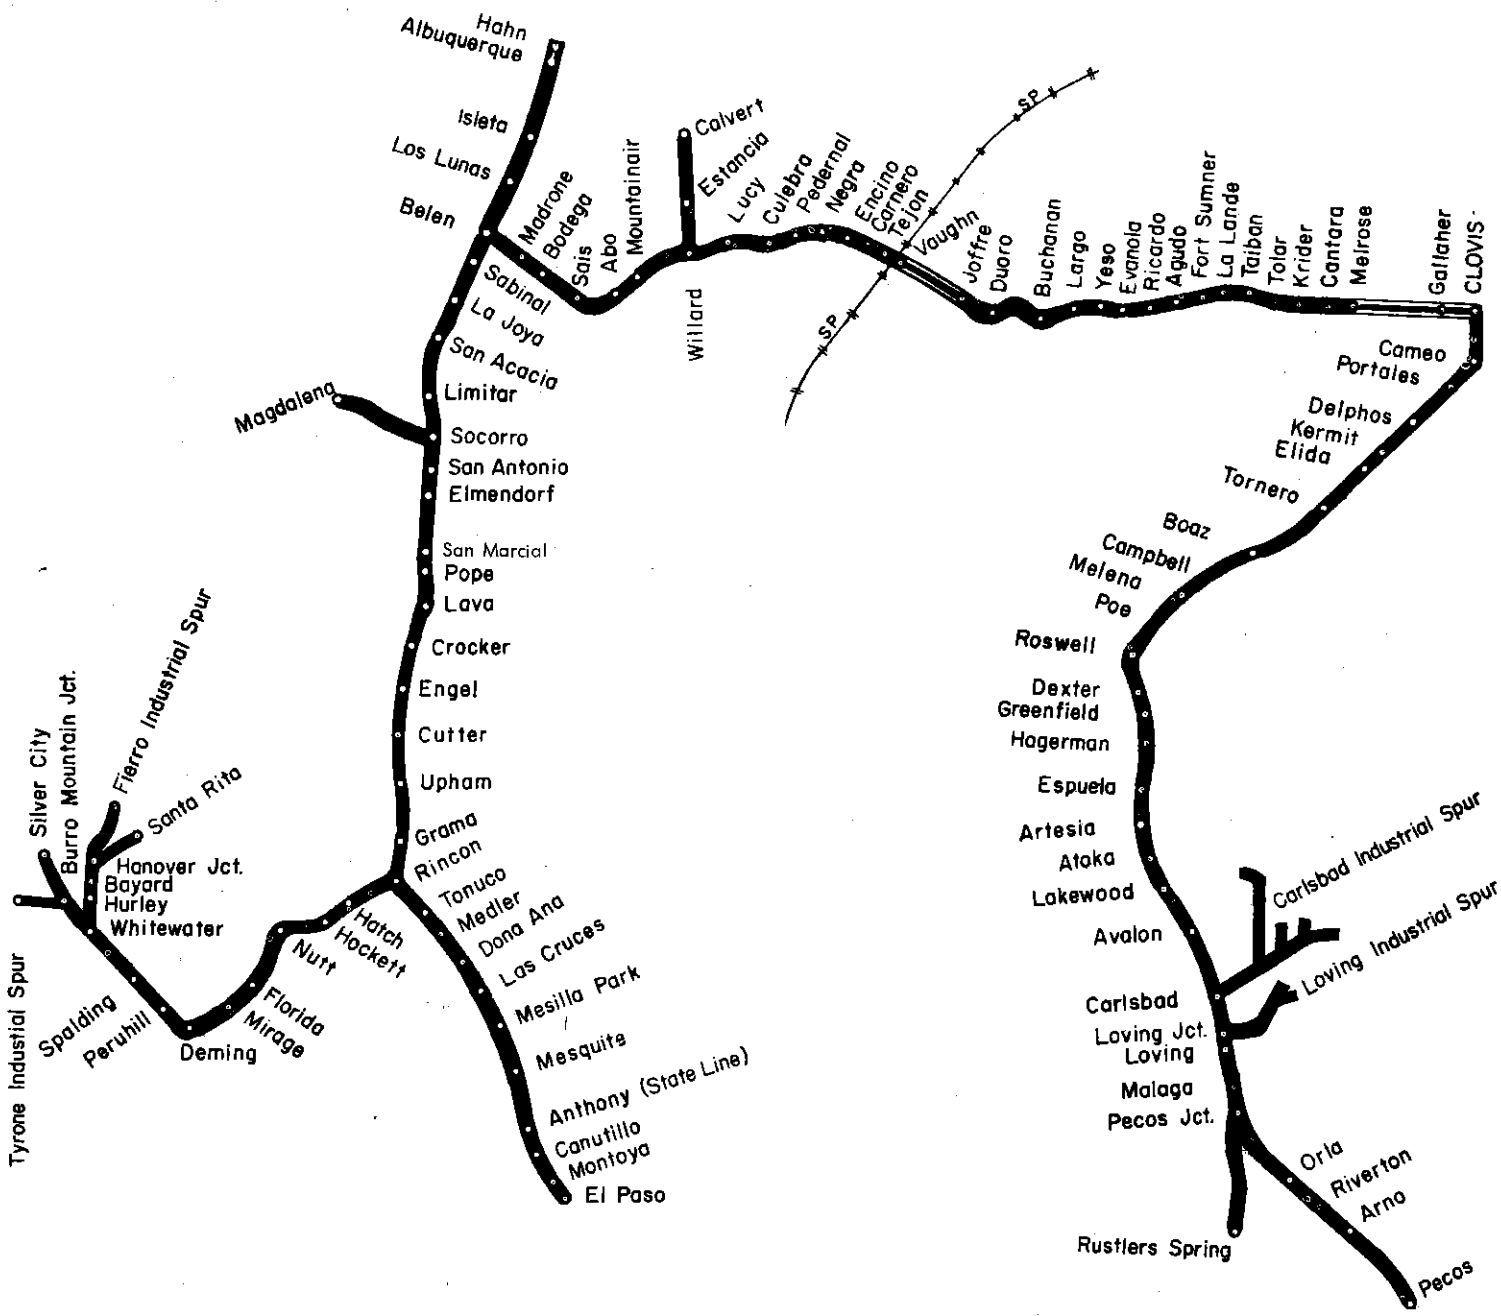 Hahn
Albuquerque
Isleta
Los Lunas
Belen
Madrone
Bodega
Sais
Abo
Mountainair
Calvert
Estancia
Willard
Lucy
Culebra
Pedernal
Negra
Encino
Carnero
Tejon
Vaughn
SP
SP
Joffre
Duoro
Buchanan
Largo
Yeso
Evanola
Ricardo
Agudo
Fort Sumner
La Lande
Taiban
Tolar
Krider
Cantara
Melrose
Gallaher
CLOVIS
Cameo
Portales
Delphos
Kermit
Elida
Tornero
Boaz
Campbell
Melena
Poe
Roswell
Dexter
Greenfield
Hagerman
Espuela
Artesia
Atoka
Lakewood
Avalon
Carlsbad Industrial Spur
Loving Industrial Spur
Carlsbad
Loving Jct.
Loving
Malaga
Pecos Jct.
Rustlers Spring
Orla
Riverton
Arno
Pecos
Sabinal
La Joya
San Acacia
Limitar
Magdalena
Socorro
San Antonio
Elmendorf
San Marcial
Pope
Lava
Crocker
Engel
Cutter
Upham
Grama
Rincon
Tonuco
Medler
Dona Ana
Las Cruces
Mesilla Park
Mesquite
Anthony (State Line)
Canutillo
Montoya
El Paso
Hatch
Hockett
Nutt
Florida
Mirage
Deming
Peruhill
Spalding
Whitewater
Hurley
Bayard
Hanover Jct.
Santa Rita
Fierro Industrial Spur
Burro Mountain Jct.
Silver City
Tyrone Industial Spur